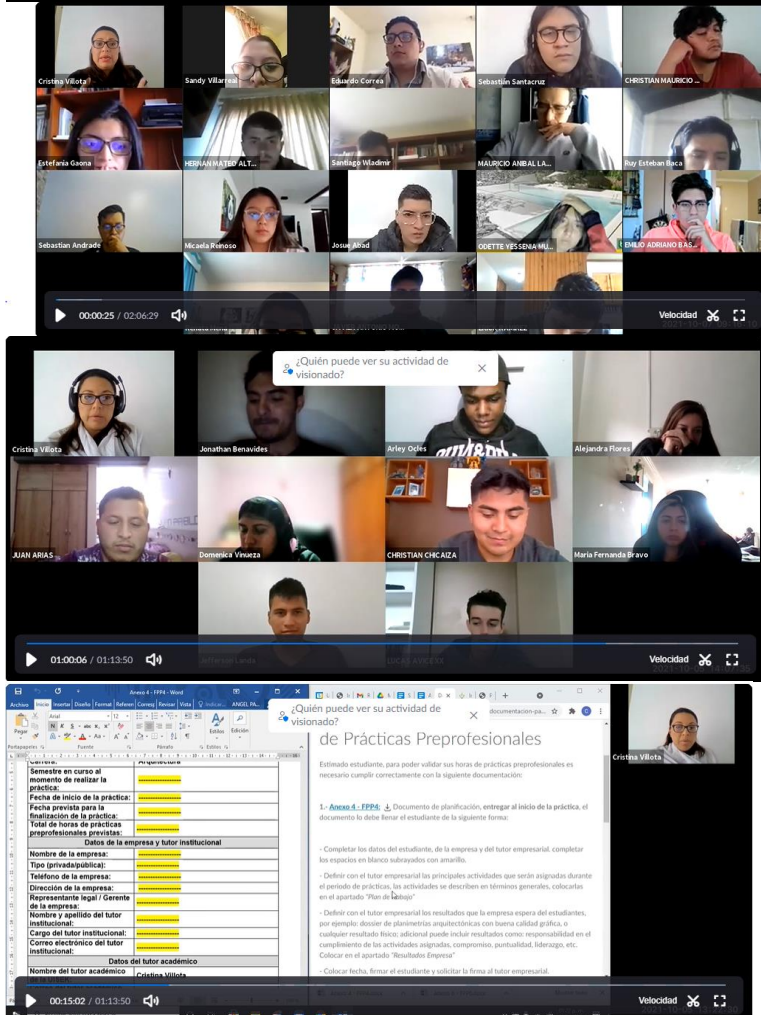 Cristina Villota
Sandy Villarreal
Eduardo Correa
Sebastián Santacruz
CHRISTIAN MAURICIO ...
Estefania Gaona
HERNAN MATEO ALT...
Santiago Wladimir
MAURICIO ANIBAL LA...
Ruy Esteban Baca
Sebastian Andrade
Micaela Reinoso
Josue Abad
ODETTE YESSENIA MU...
EMILIO ADRIANO BAS...
00:00:25 / 02:06:29
Velocidad
¿Quién puede ver su actividad de
visionado?
Cristina Villota
Jonathan Benavides
Arley Ocles
Alejandra Flores
JUAN ARIAS
Domenica Vinueza
CHRISTIAN CHICAIZA
Maria Fernanda Bravo
01:00:06 / 01:13:50
Velocidad
Anexo 4 - FPP4 - Word
Archivo Inicio Insertar Diseño Format Referen Corresp Revisar Vista Indicar... ANGEL PA...
Pegar
Arial
12
Estilos
Edición
Portapapeles
Fuente
Párrafo
Estilos
¿Quién puede ver su actividad de
visionado?
documentacion-pa...
Carrera: Arquitectura
Semestre en curso al
momento de realizar la
práctica:
Fecha de inicio de la práctica:
Fecha prevista para la
finalización de la práctica:
Total de horas de prácticas
preprofesionales previstas:
Datos de la empresa y tutor institucional
Nombre de la empresa:
Tipo (privada/pública):
Teléfono de la empresa:
Dirección de la empresa:
Representante legal / Gerente
de la empresa:
Nombre y apellido del tutor
institucional:
Cargo del tutor institucional:
Correo electrónico del tutor
institucional:
Datos del tutor académico
Nombre del tutor académico
Cristina Villota
de Prácticas Preprofesionales
Estimado estudiante, para poder validar sus horas de prácticas preprofesionales es
necesario cumplir correctamente con la siguiente documentación:
1.- Anexo 4 - FPP4: Documento de planificación, entregar al inicio de la práctica, el
documento lo debe llenar el estudiante de la siguiente forma:
- Completar los datos del estudiante, de la empresa y del tutor empresarial. completar
los espacios en blanco subrayados con amarillo.
- Definir con el tutor empresarial las principales actividades que serán asignadas durante
el periodo de prácticas, las actividades se describen en términos generales, colocarlas
en el apartado "Plan de trabajo"
- Definir con el tutor empresarial los resultados que la empresa espera del estudiantes,
por ejemplo: dossier de planimetrías arquitectónicas con buena calidad gráfica, o
cualquier resultado físico; adicional puede incluir resultados como: responsabilidad en el
cumplimiento de las actividades asignadas, compromiso, puntualidad, liderazgo, etc.
Colocar en el apartado "Resultados Empresa"
- Colocar fecha, firmar el estudiante y solicitar la firma al tutor empresarial.
Cristina Villota
00:15:02 / 01:13:50
Velocidad